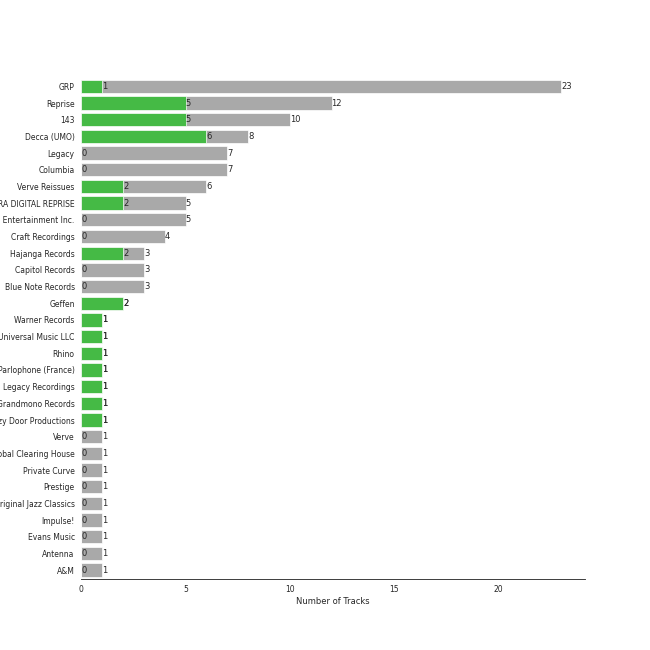 GRP 1 23
Reprise 5 12
143 5 10
Decca (UMO) 6 8
Legacy 0 7
Columbia 0 7
Verve Reissues 2 6
RA DIGITAL REPRISE 2 5
Entertainment Inc. 0 5
Craft Recordings 0 4
Hajanga Records 2 3
Capitol Records 0 3
Blue Note Records 0 3
Geffen 2
Warner Records 1
Universal Music LLC 1
Rhino 1
Parlophone (France) 1
Legacy Recordings 1
Grandmono Records 1
zy Door Productions 1
Verve 0 1
obal Clearing House 0 1
Private Curve 0 1
Prestige 0 1
riginal Jazz Classics 0 1
Impulse! 0 1
Evans Music 0 1
Antenna 0 1
A&M 0 1
0 5 10 15 20
Number of Tracks